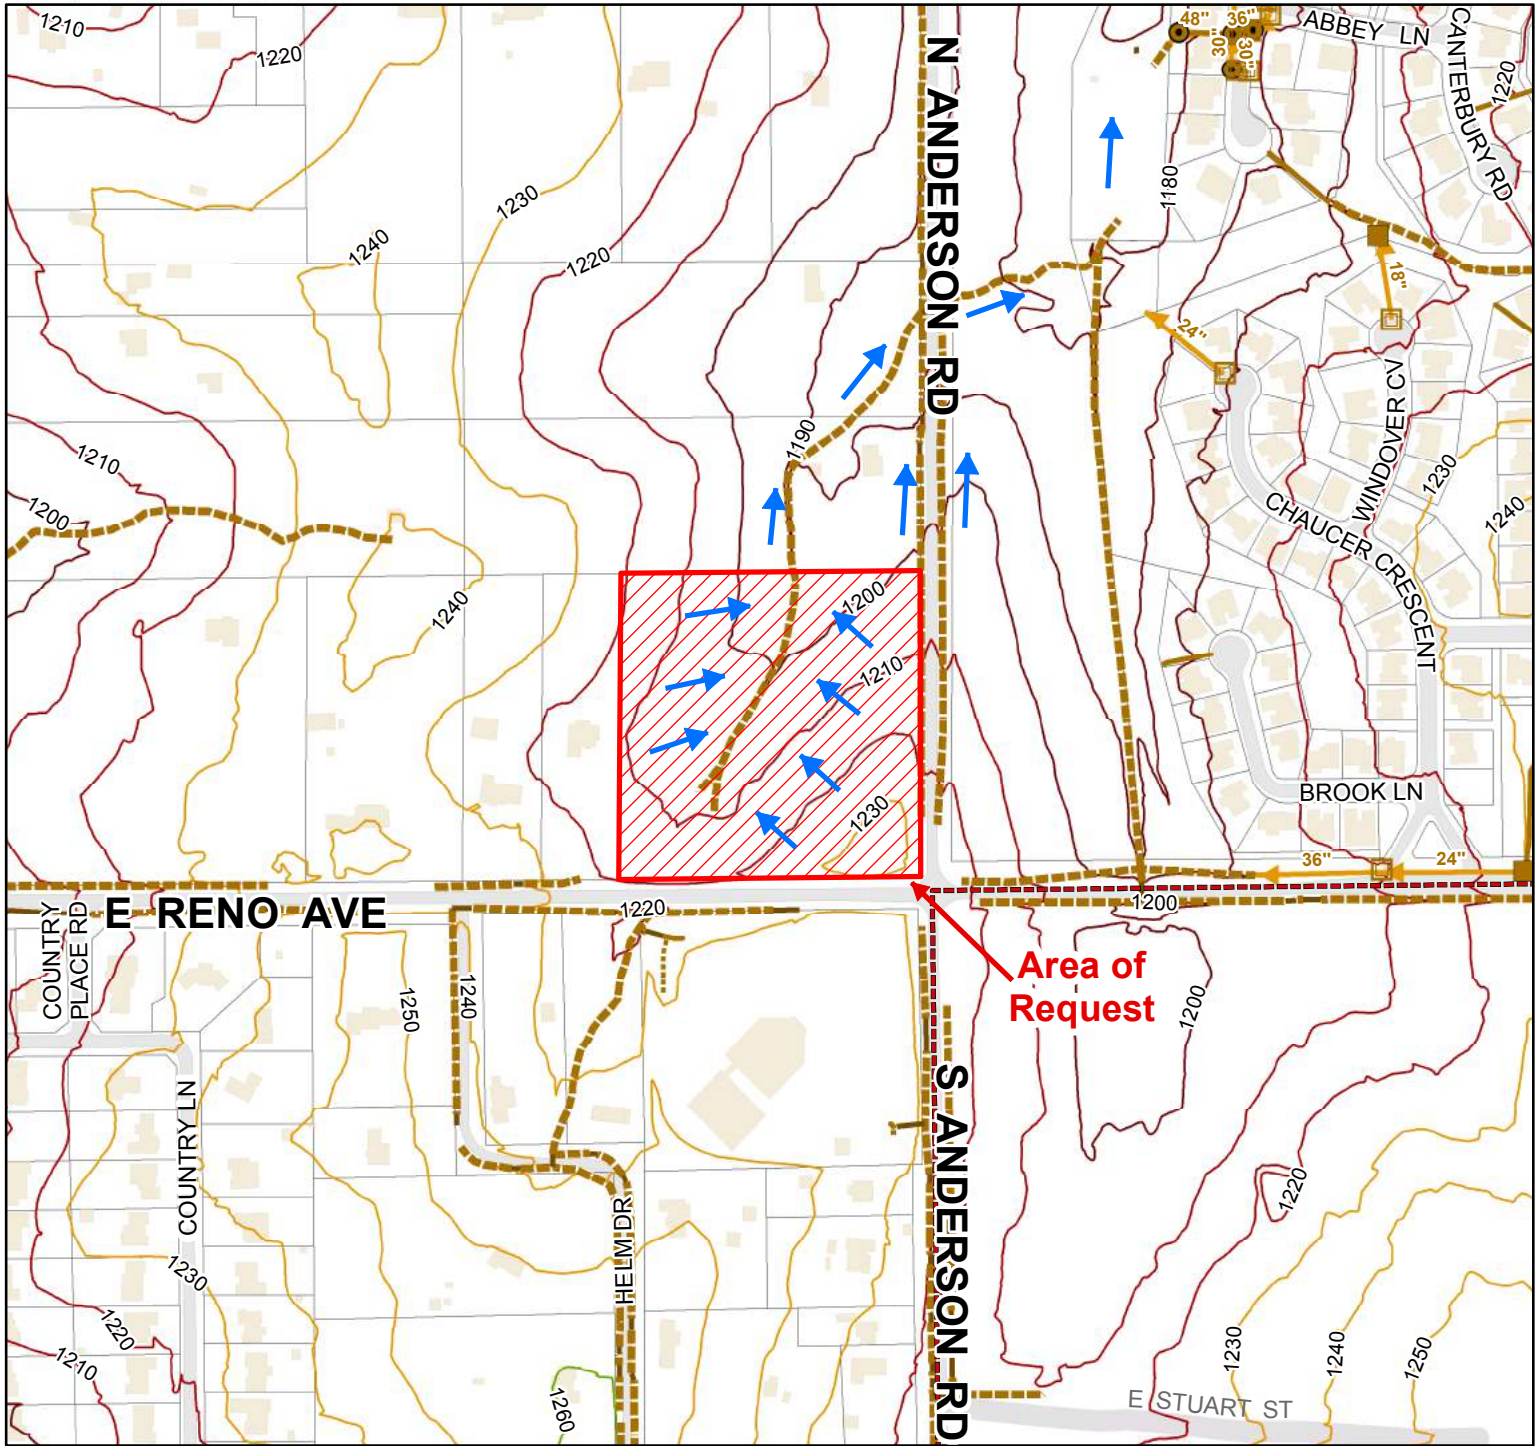 1210
1220
48"
36"
30"
30"
ABBEY LN
CANTERBURY RD
1220
N ANDERSON RD
1180
1230
1240
1220
18"
24"
WINDOVER CV
1190
1210
1200
1230
1240
CHAUCER CRESCENT
1240
1200
1210
1230
BROOK LN
36"
24"
E RENO AVE
1220
1200
COUNTRY
PLACE RD
1250
1240
Area of
Request
1200
S ANDERSON RD
COUNTRY LN
HELM DR
1220
1230
1220
1210
1260
1230
1240
1250
E STUART ST